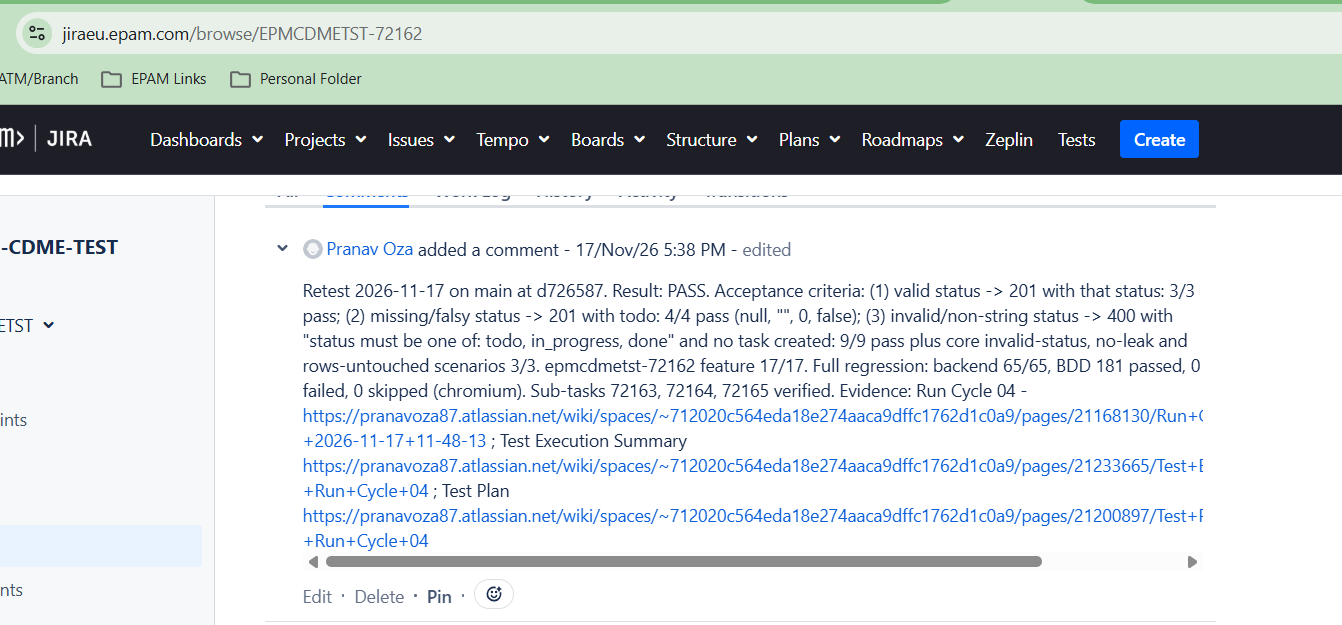 jiraeu.epam.com/browse/EPMCDMETST-72162
ATM/Branch EPAM Links Personal Folder
JIRA Dashboards Projects Issues Tempo Boards Structure Plans Roadmaps Zeplin Tests Create
Comments
-CDME-TEST
Pranav Oza added a comment - 17/Nov/26 5:38 PM - edited
Retest 2026-11-17 on main at d726587. Result: PASS. Acceptance criteria: (1) valid status -> 201 with that status: 3/3
ETST
pass; (2) missing/falsy status -> 201 with todo: 4/4 pass (null, "", 0, false); (3) invalid/non-string status -> 400 with
"status must be one of: todo, in_progress, done" and no task created: 9/9 pass plus core invalid-status, no-leak and
rows-untouched scenarios 3/3. epmcdmetst-72162 feature 17/17. Full regression: backend 65/65, BDD 181 passed, 0
failed, 0 skipped (chromium). Sub-tasks 72163, 72164, 72165 verified. Evidence: Run Cycle 04 -
ints
https://pranavoza87.atlassian.net/wiki/spaces/~712020c564eda18e274aaca9dffc1762d1c0a9/pages/21168130/Run+C
+2026-11-17+11-48-13 ; Test Execution Summary
https://pranavoza87.atlassian.net/wiki/spaces/~712020c564eda18e274aaca9dffc1762d1c0a9/pages/21233665/Test+E
+Run+Cycle+04 ; Test Plan
https://pranavoza87.atlassian.net/wiki/spaces/~712020c564eda18e274aaca9dffc1762d1c0a9/pages/21200897/Test+P
+Run+Cycle+04
nts
Edit · Delete · Pin ·